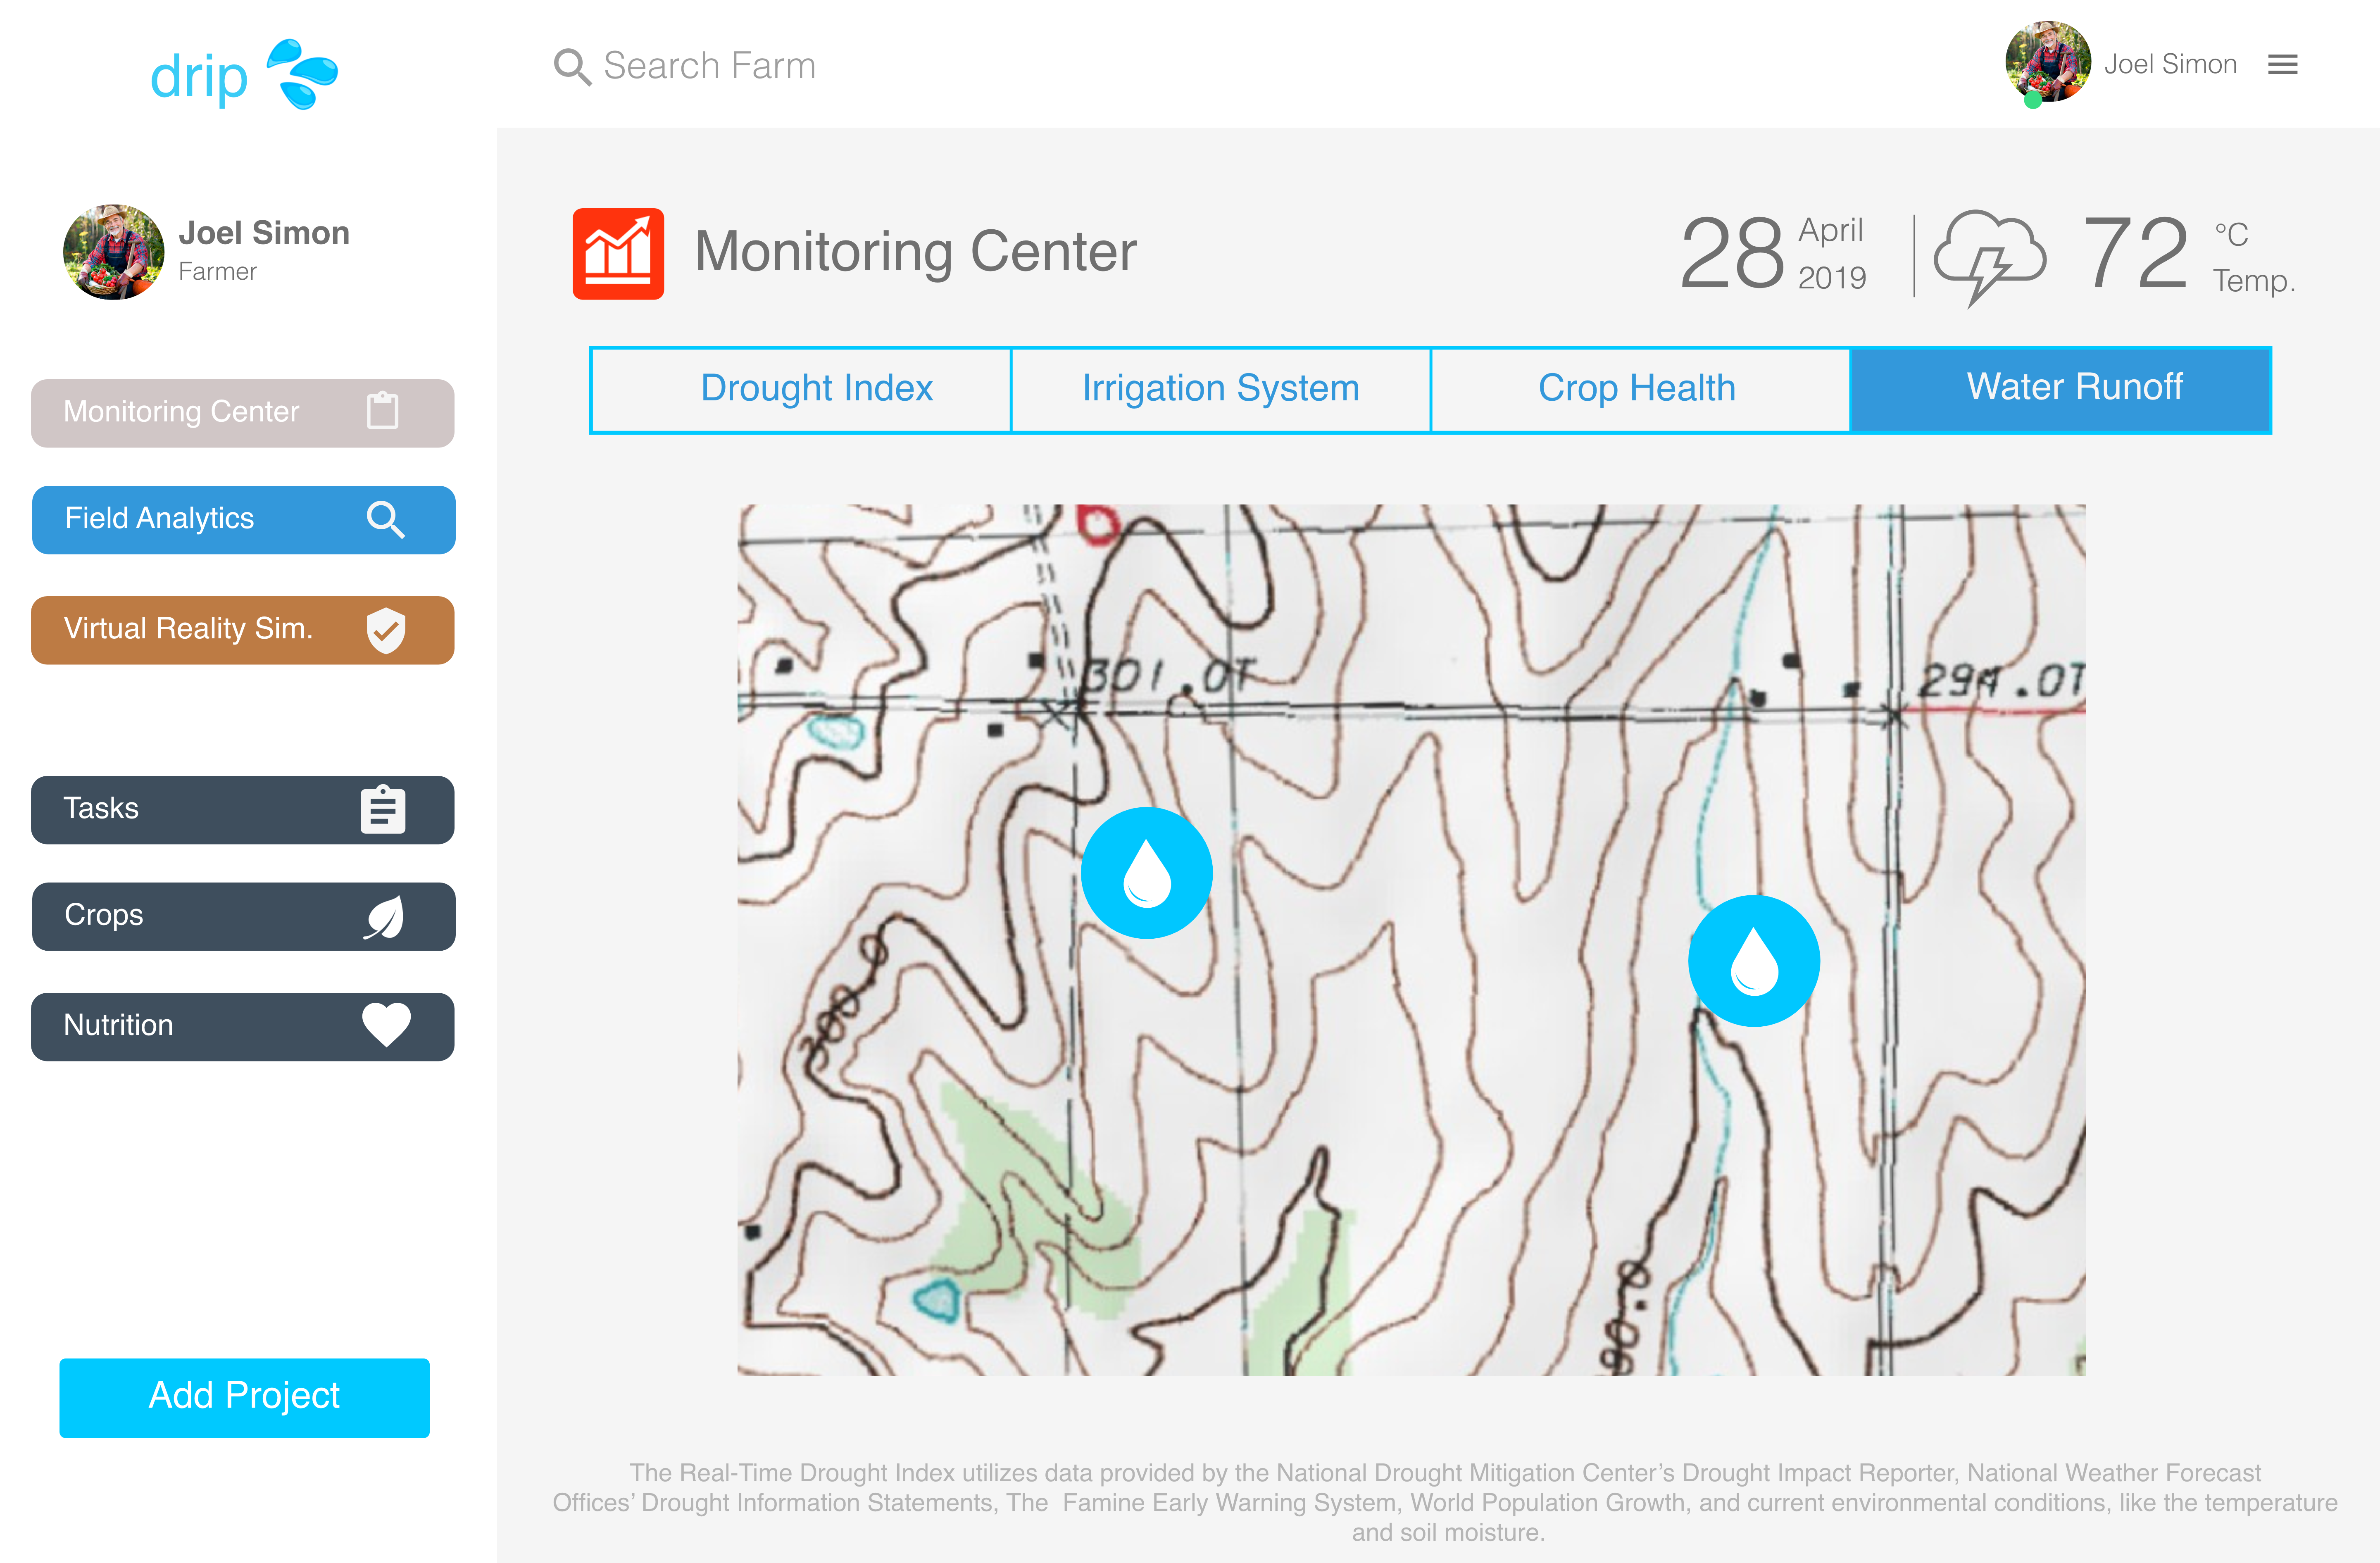 drip
Search Farm
Joel Simon
Joel Simon
Farmer
Monitoring Center
28 April 2019
72 °C Temp.
Monitoring Center
Field Analytics
Virtual Reality Sim.
Tasks
Crops
Nutrition
Add Project
Drought Index Irrigation System Crop Health Water Runoff
301.0T
300
The Real-Time Drought Index utilizes data provided by the National Drought Mitigation Center’s Drought Impact Reporter, National Weather Forecast
Offices’ Drought Information Statements, The Famine Early Warning System, World Population Growth, and current environmental conditions, like the temperature
and soil moisture.